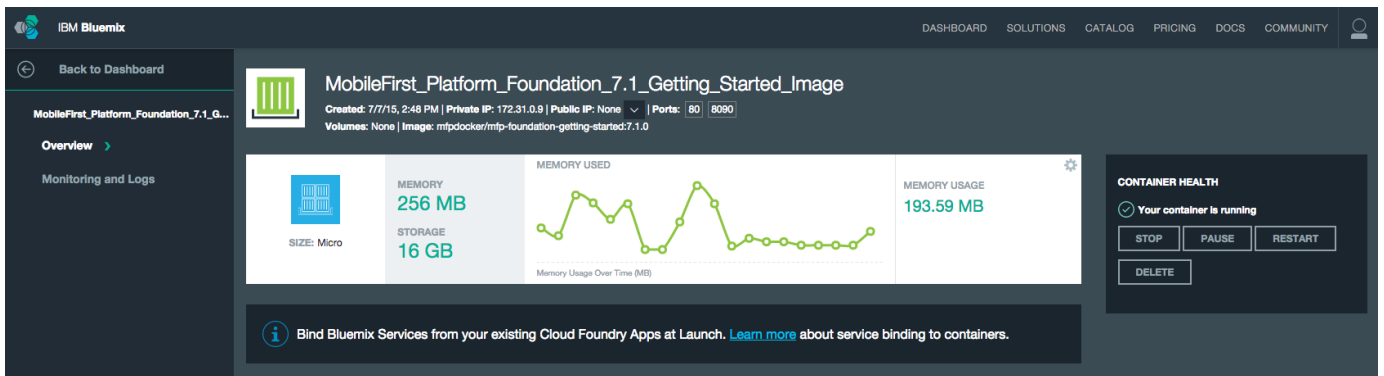 IBM Bluemix
DASHBOARD SOLUTIONS CATALOG PRICING DOCS COMMUNITY
Back to Dashboard
MobileFirst_Platform_Foundation_7.1_G...
Overview
Monitoring and Logs
MobileFirst_Platform_Foundation_7.1_Getting_Started_Image
Created: 7/7/15, 2:48 PM | Private IP: 172.31.0.9 | Public IP: None | Ports: 80 8090
Volumes: None | Image: mfpdocker/mfp-foundation-getting-started:7.1.0
SIZE: Micro
MEMORY
256 MB
STORAGE
16 GB
MEMORY USED
Memory Usage Over Time (MB)
MEMORY USAGE
193.59 MB
CONTAINER HEALTH
Your container is running
STOP PAUSE RESTART
DELETE
Bind Bluemix Services from your existing Cloud Foundry Apps at Launch. Learn more about service binding to containers.